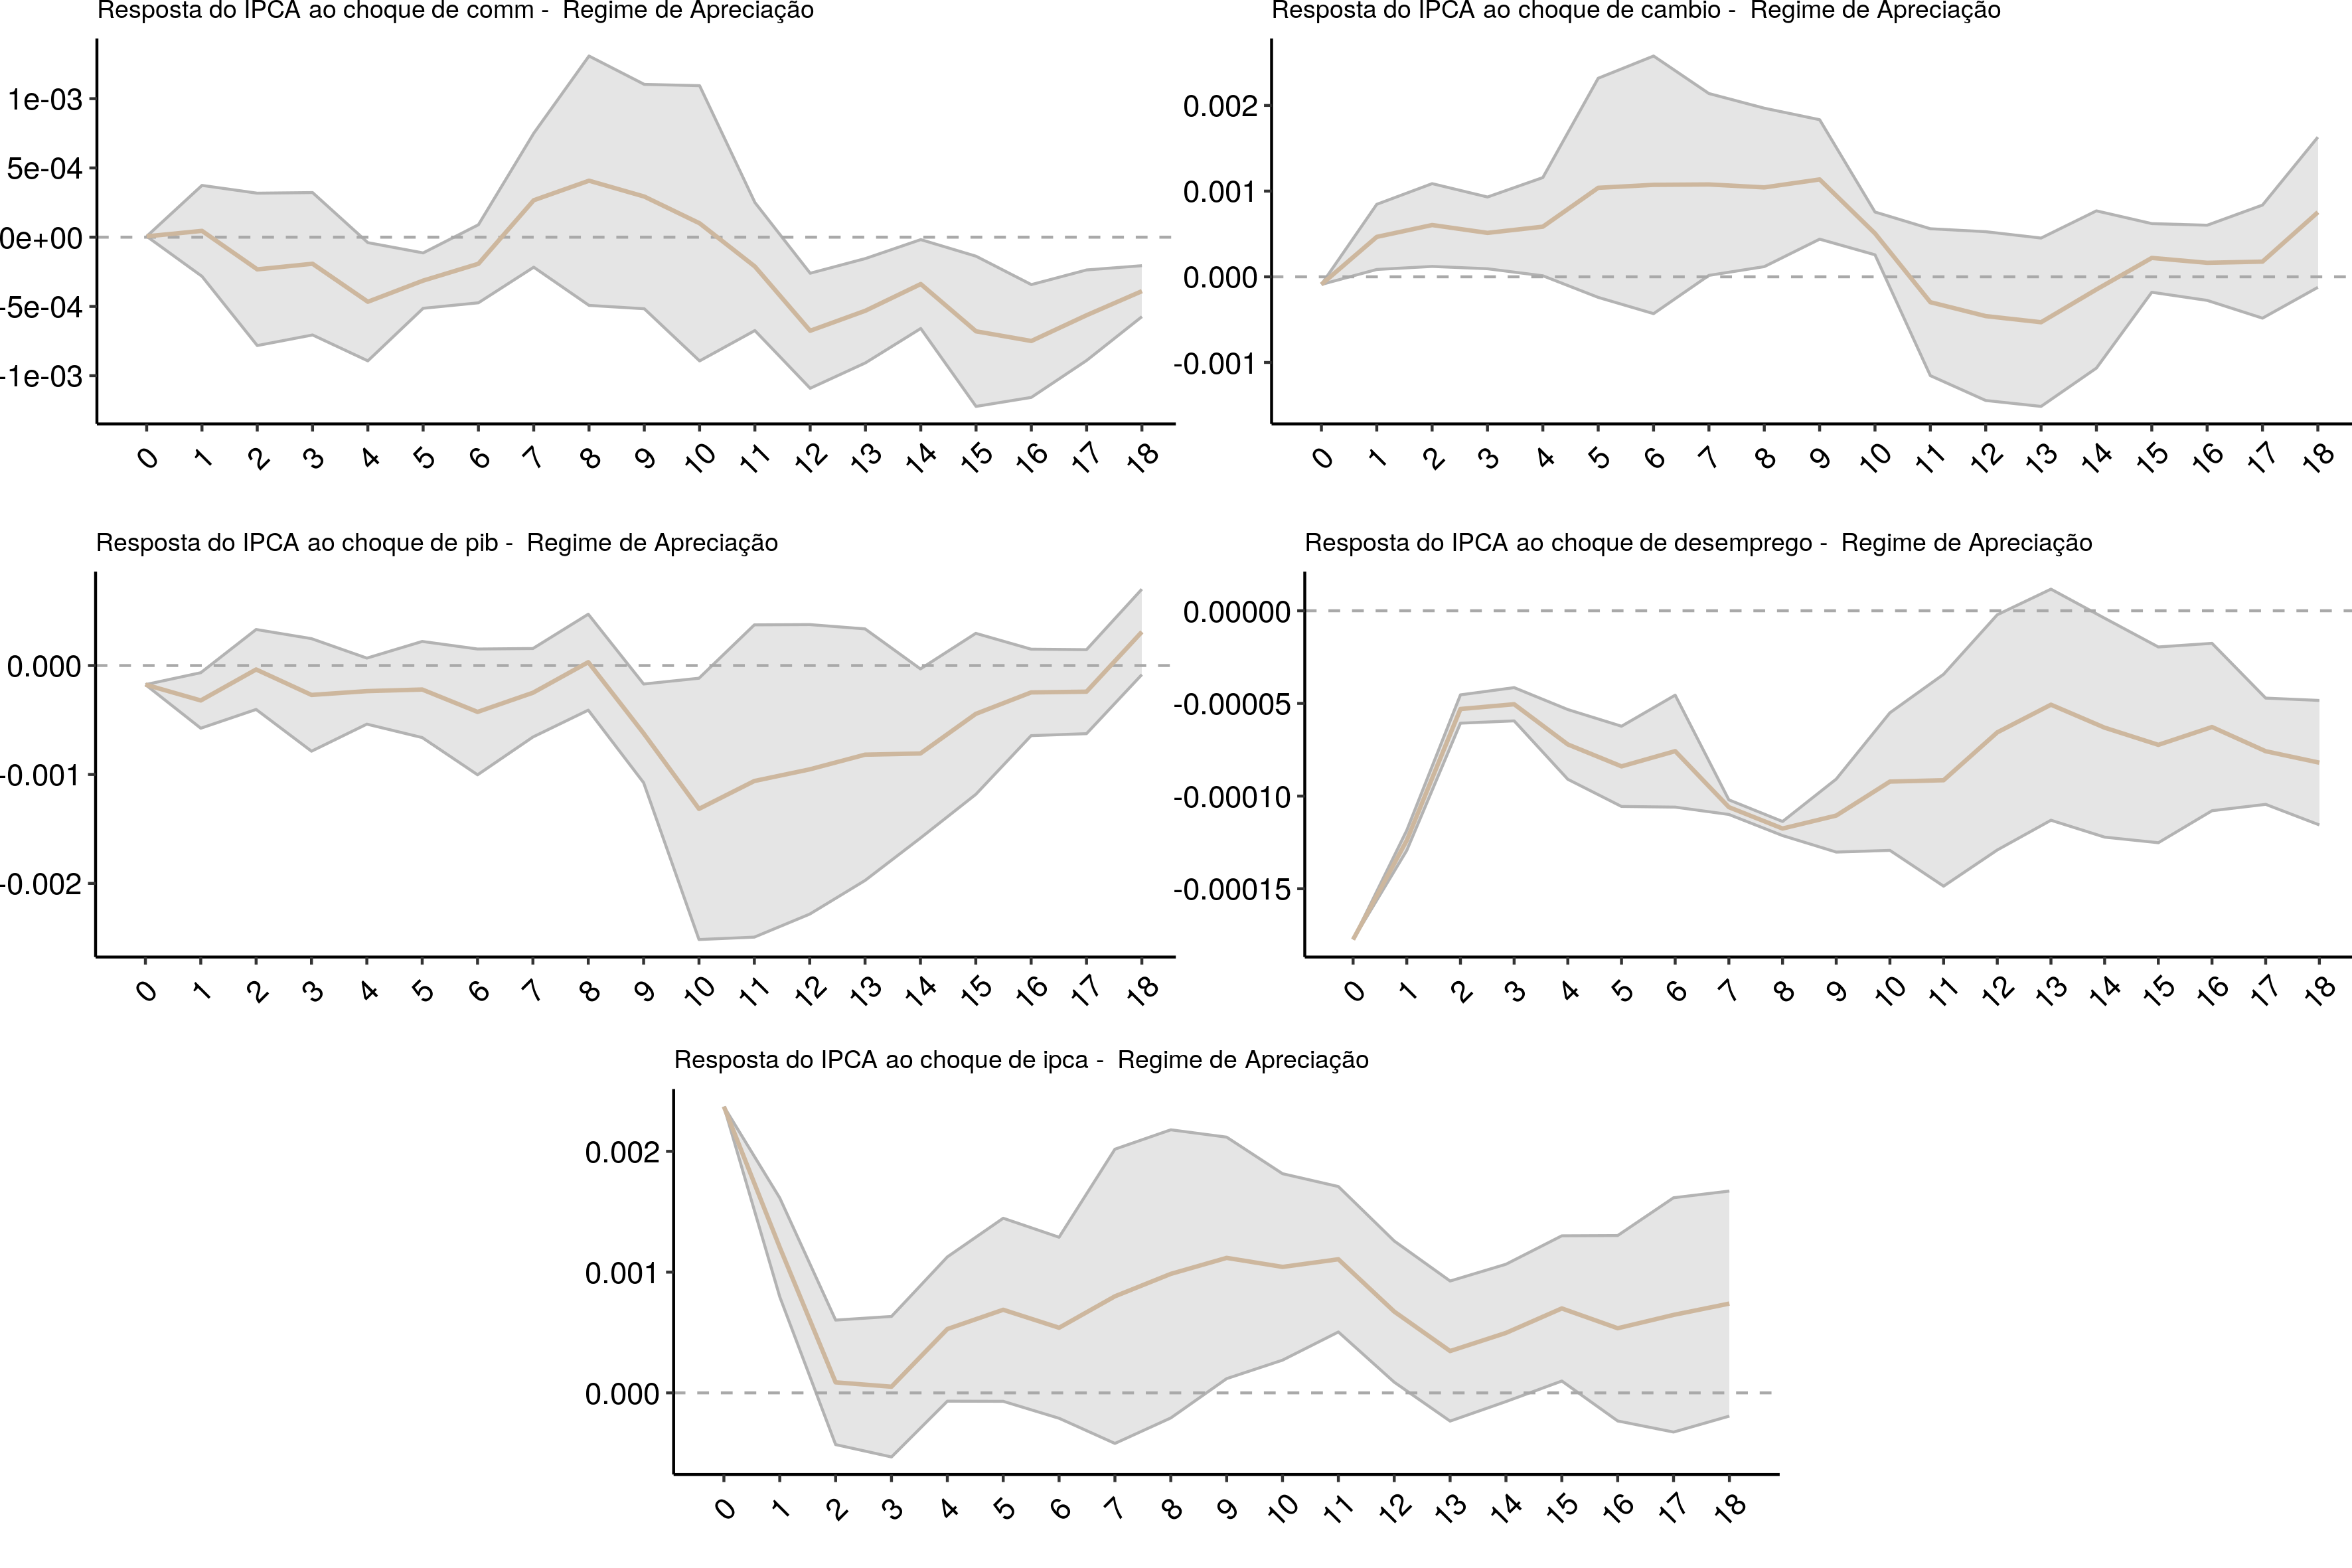 Resposta do IPCA ao choque de comm -  Regime de Apreciação
1e-03
5e-04
0e+00
-5e-04
-1e-03
0 1 2 3 4 5 6 7 8 9 10 11 12 13 14 15 16 17 18
Resposta do IPCA ao choque de cambio -  Regime de Apreciação
0.002
0.001
0.000
-0.001
0 1 2 3 4 5 6 7 8 9 10 11 12 13 14 15 16 17 18
Resposta do IPCA ao choque de pib -  Regime de Apreciação
0.000
-0.001
-0.002
0 1 2 3 4 5 6 7 8 9 10 11 12 13 14 15 16 17 18
Resposta do IPCA ao choque de desemprego -  Regime de Apreciação
0.00000
-0.00005
-0.00010
-0.00015
0 1 2 3 4 5 6 7 8 9 10 11 12 13 14 15 16 17 18
Resposta do IPCA ao choque de ipca -  Regime de Apreciação
0.002
0.001
0.000
0 1 2 3 4 5 6 7 8 9 10 11 12 13 14 15 16 17 18